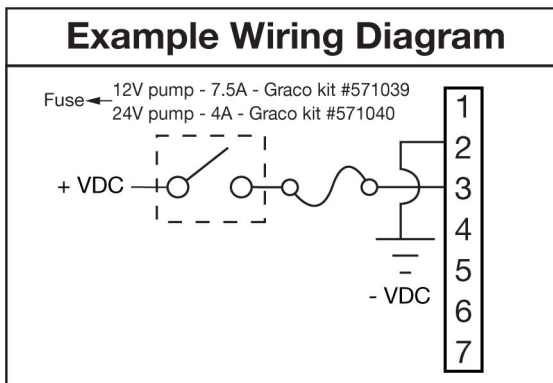 Example Wiring Diagram
12V pump - 7.5A - Graco kit #571039
Fuse
24V pump - 4A - Graco kit #571040
+ VDC
- VDC
1
2
3
4
5
6
7